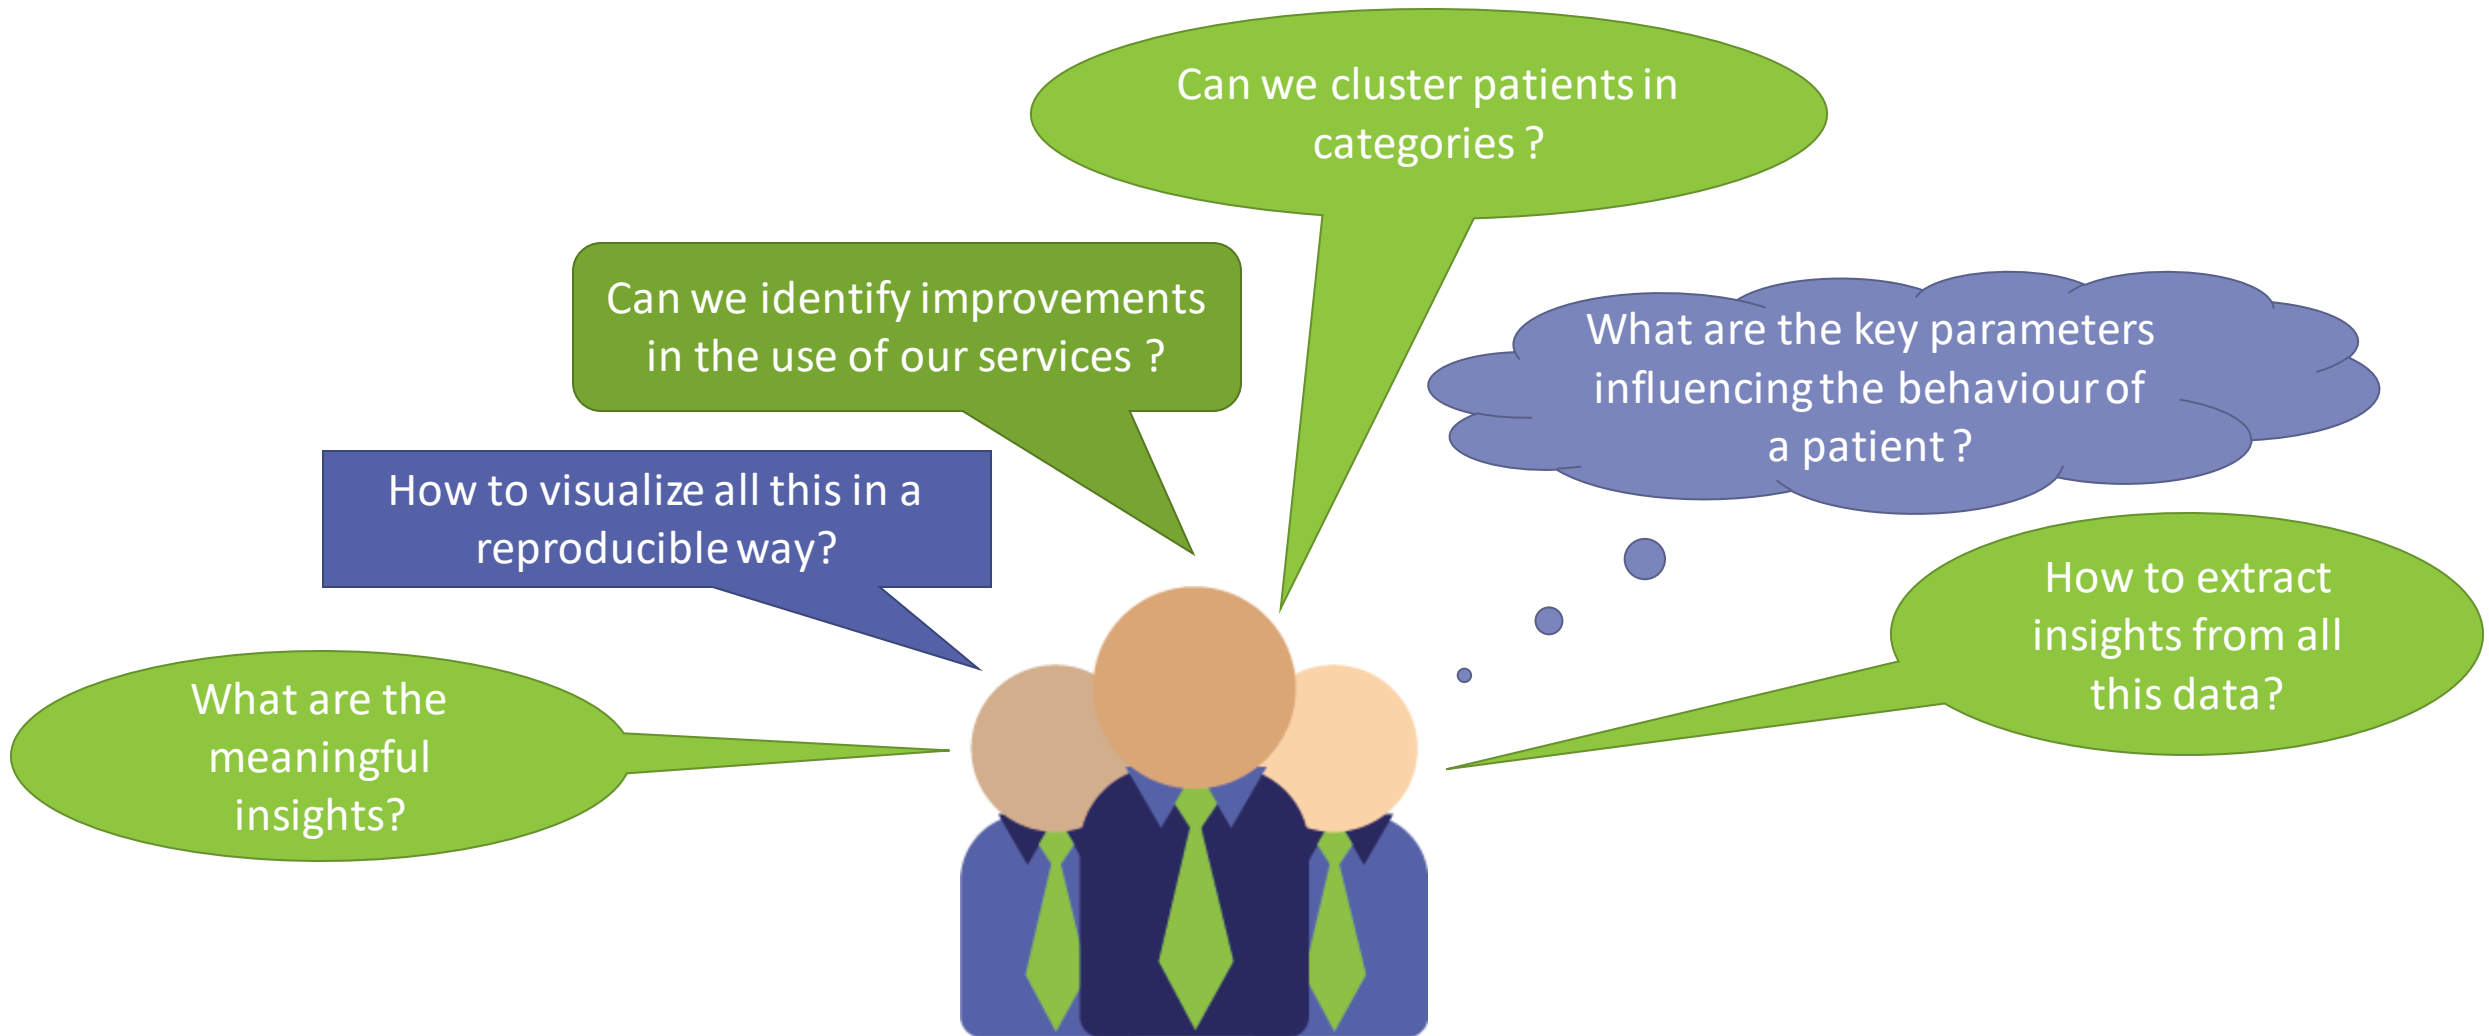 Can we cluster patients in
categories ?
Can we identify improvements
in the use of our services ?
What are the key parameters
influencing the behaviour of
a patient ?
How to visualize all this in a
reproducible way?
How to extract
insights from all
this data?
What are the
meaningful
insights?